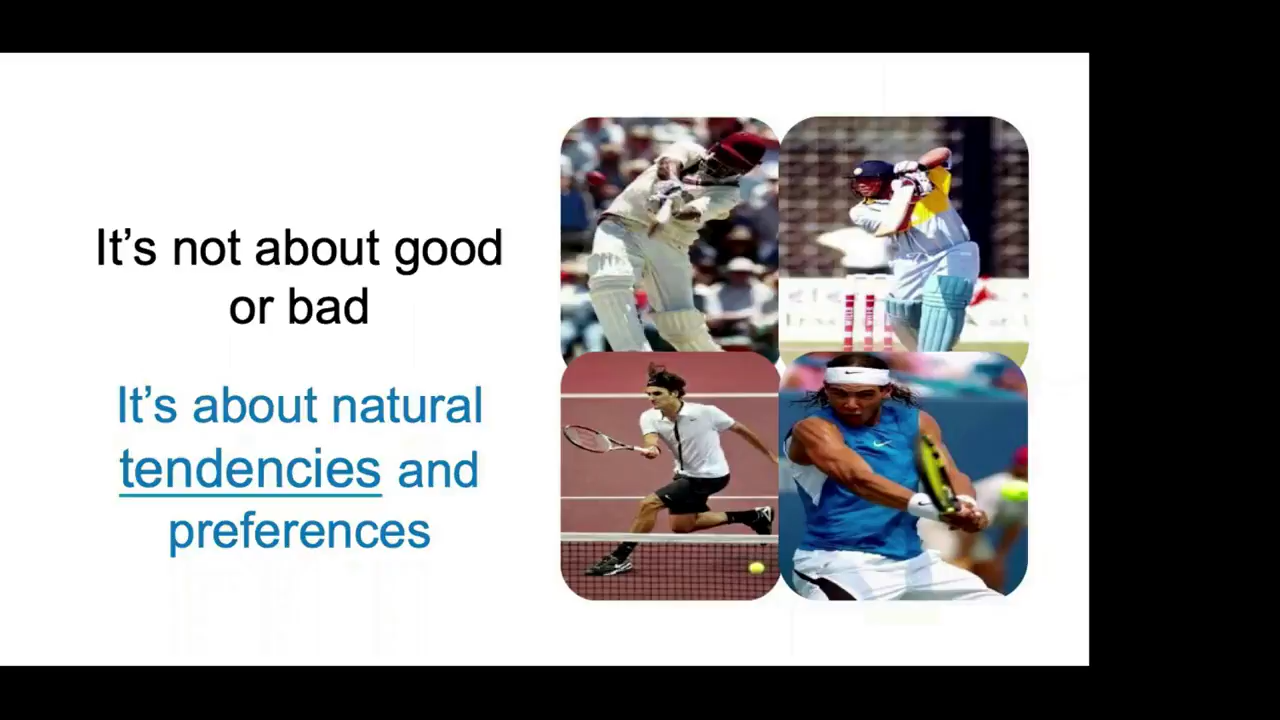 It’s not about good
or bad
It’s about natural
tendencies and
preferences